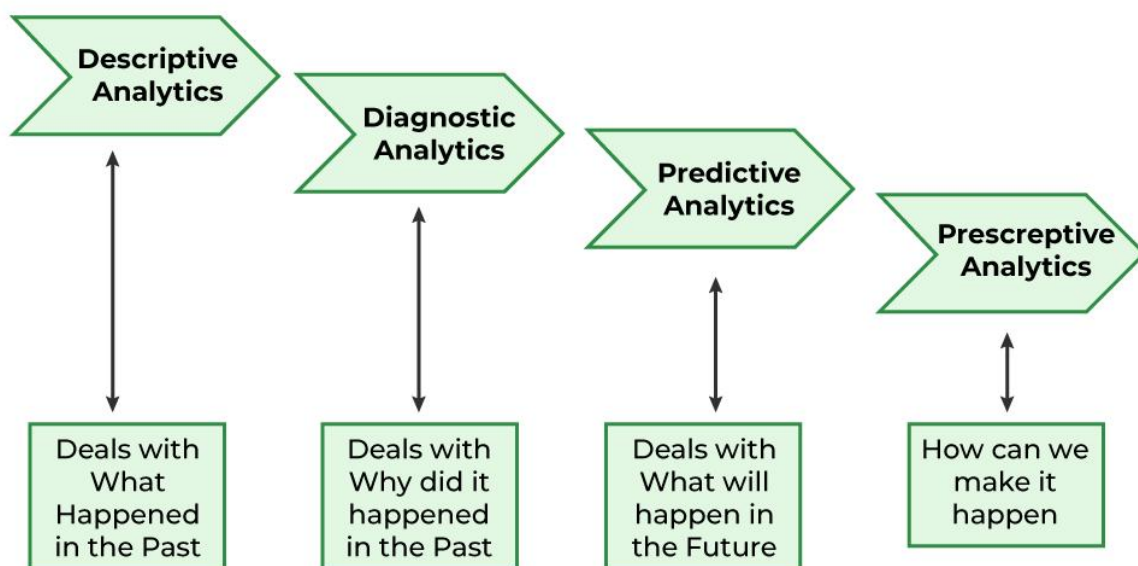 Descriptive
Analytics
Diagnostic
Analytics
Predictive
Analytics
Prescreptive
Analytics
Deals with
What
Happened
in the Past
Deals with
Why did it
happened
in the Past
Deals with
What will
happen in
the Future
How can we
make it
happen